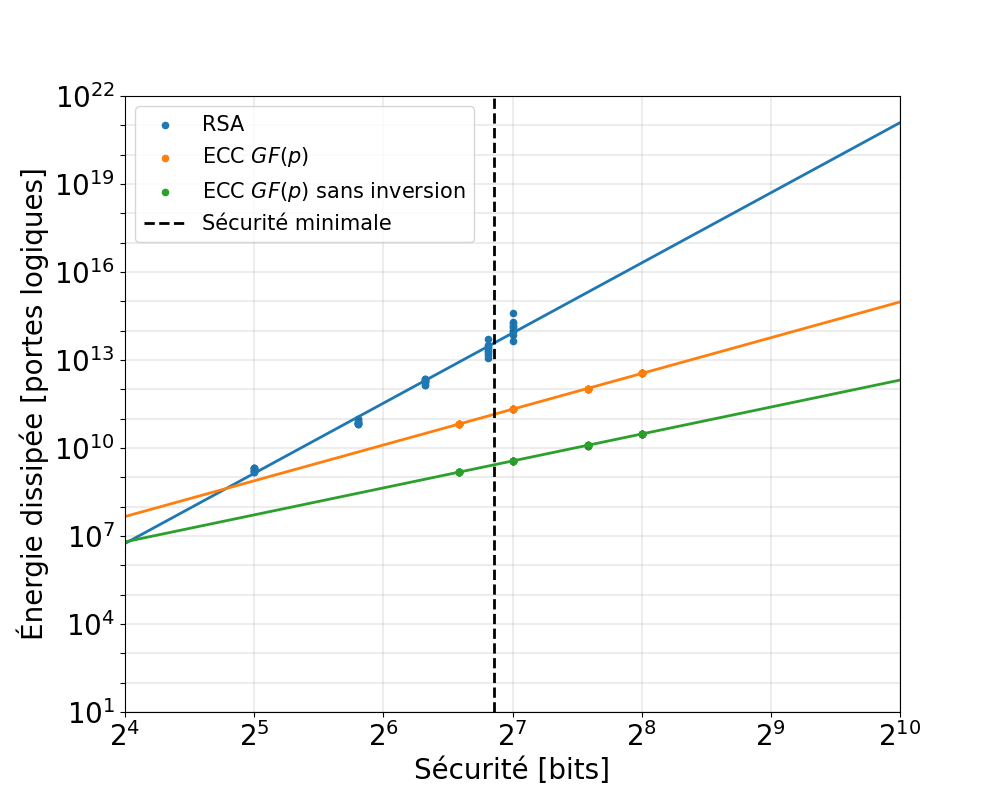 10^22
10^19
10^16
10^13
10^10
10^7
10^4
10^1
Énergie dissipée [portes logiques]
RSA
ECC GF(p)
ECC GF(p) sans inversion
Sécurité minimale
2^4 2^5 2^6 2^7 2^8 2^9 2^10
Sécurité [bits]